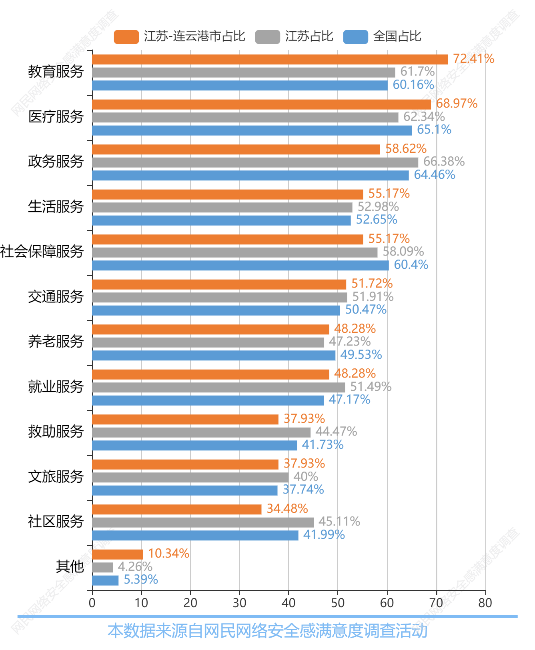 江苏-连云港市占比 江苏占比 全国占比
教育服务 72.41% 61.7% 60.16%
医疗服务 68.97% 62.34% 65.1%
政务服务 58.62% 66.38% 64.46%
生活服务 55.17% 52.98% 52.65%
社会保障服务 55.17% 58.09% 60.4%
交通服务 51.72% 51.91% 50.47%
养老服务 48.28% 47.23% 49.53%
就业服务 48.28% 51.49% 47.17%
救助服务 37.93% 44.47% 41.73%
文旅服务 37.93% 40% 37.74%
社区服务 34.48% 45.11% 41.99%
其他 10.34% 4.26% 5.39%
0 10 20 30 40 50 60 70 80
本数据来源自网民网络安全感满意度调查活动